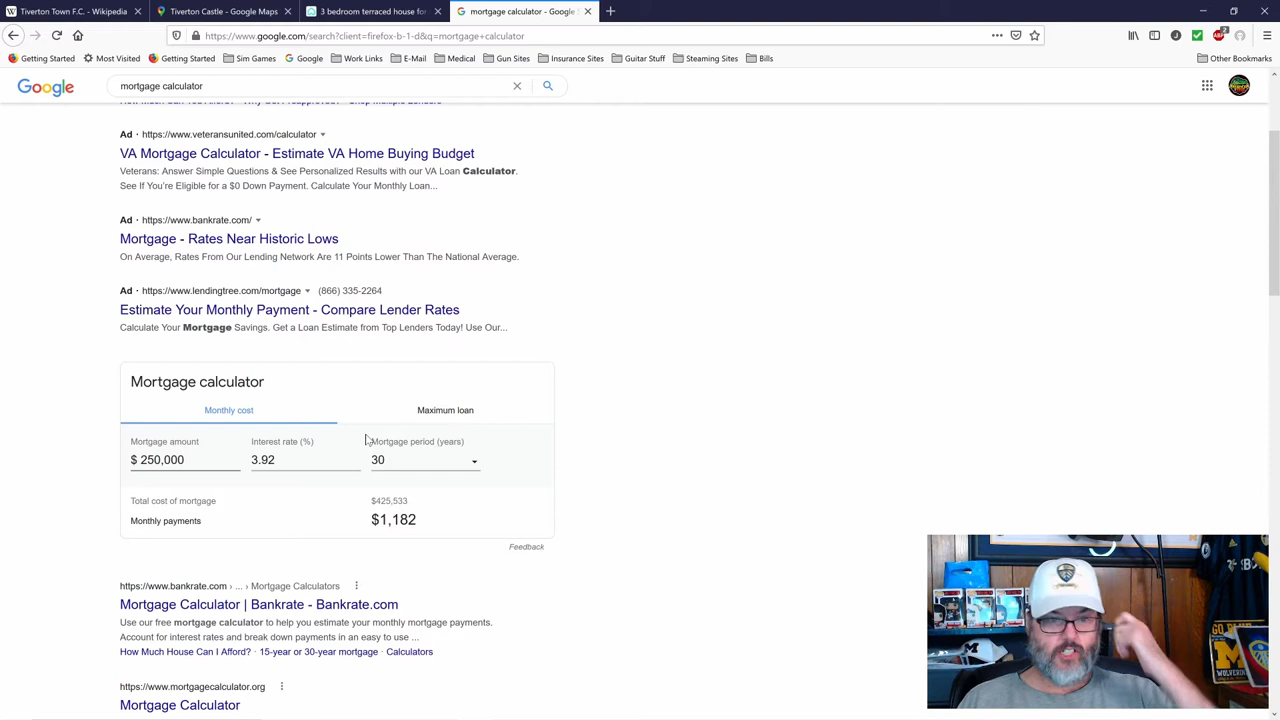 Tiverton Town F.C. - Wikipedia
Tiverton Castle - Google Maps
3 bedroom terraced house for
mortgage calculator - Google
https://www.google.com/search?client=firefox-b-1-d&q=mortgage+calculator
Getting Started Most Visited Getting Started Sim Games Google Work Links E-Mail Medical Gun Sites Insurance Sites Guitar Stuff Steaming Sites Bills Other Bookmarks
Google
mortgage calculator
Ad · https://www.veteransunited.com/calculator
VA Mortgage Calculator - Estimate VA Home Buying Budget
Veterans: Answer Simple Questions & See Personalized Results with our VA Loan Calculator.
See If You're Eligible for a $0 Down Payment. Calculate Your Monthly Loan...
Ad · https://www.bankrate.com/
Mortgage - Rates Near Historic Lows
On Average, Rates From Our Lending Network Are 11 Points Lower Than The National Average.
Ad · https://www.lendingtree.com/mortgage (866) 335-2264
Estimate Your Monthly Payment - Compare Lender Rates
Calculate Your Mortgage Savings. Get a Loan Estimate from Top Lenders Today! Use Our...
Mortgage calculator
Monthly cost Maximum loan
Mortgage amount Interest rate (%) Mortgage period (years)
$ 250,000 3.92 30
Total cost of mortgage $425,533
Monthly payments $1,182
Feedback
https://www.bankrate.com › ... › Mortgage Calculators
Mortgage Calculator | Bankrate - Bankrate.com
Use our free mortgage calculator to help you estimate your monthly mortgage payments.
Account for interest rates and break down payments in an easy to use ...
How Much House Can I Afford? · 15-year or 30-year mortgage · Calculators
https://www.mortgagecalculator.org
Mortgage Calculator
GO BLUE
M
WOLVERINES